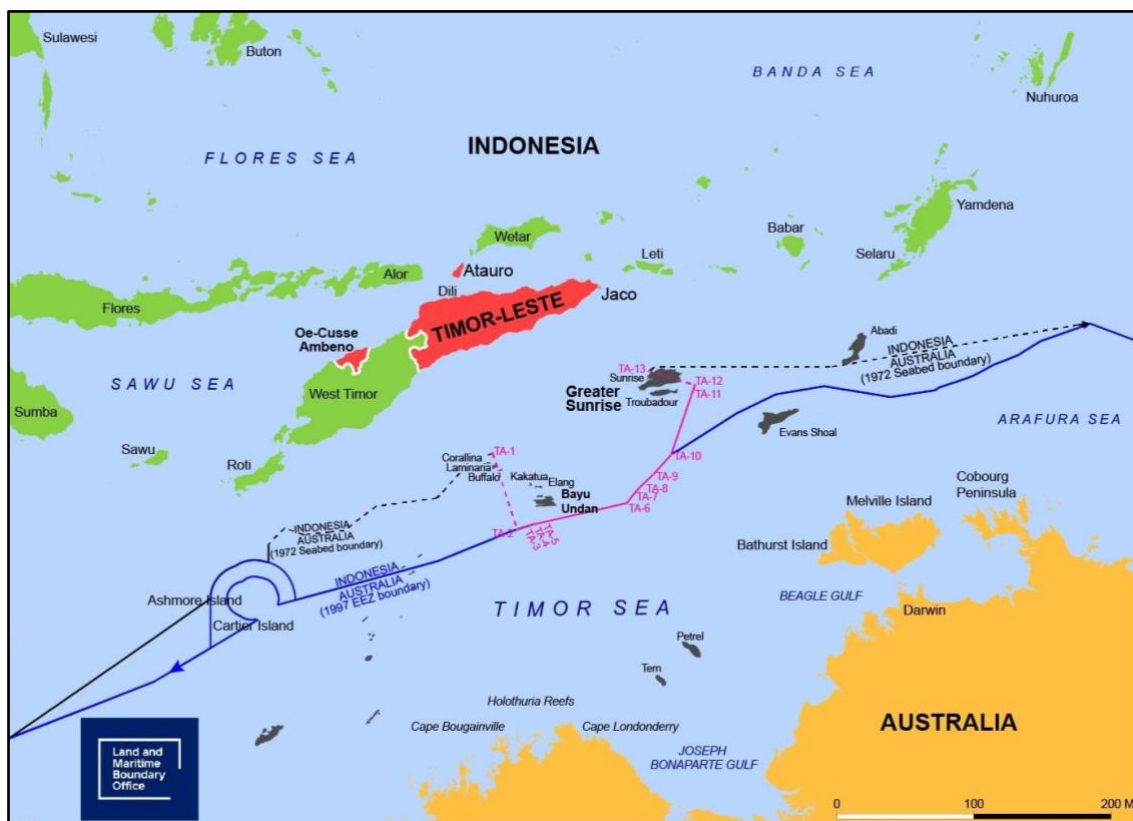 Sulawesi
Buton
BANDA SEA
Nuhuroa
INDONESIA
FLORES SEA
Yamdena
Wetar
Babar
Selaru
Leti
Atauro
Alor
Dili
Jaco
Flores
TIMOR-LESTE
Oe-Cusse
Ambeno
Abadi
INDONESIA
AUSTRALIA
(1972 Seabed boundary)
TA-13
Sunrise
TA-12
TA-11
SAWU SEA
West Timor
Greater
Sunrise
Troubadour
Sumba
ARAFURA SEA
Evans Shoal
Sawu
Roti
Corallina
TA-1
Laminaria
Buffalo
Kakatua
Elang
TA-10
TA-9
TA-8
TA-7
TA-6
Bayu
Undan
Cobourg
Peninsula
Melville Island
INDONESIA
AUSTRALIA
(1972 Seabed boundary)
TA-2
TA-3
TA-4
TA-5
Bathurst Island
INDONESIA
AUSTRALIA
(1997 EEZ boundary)
Ashmore Island
Cartier Island
TIMOR SEA
BEAGLE GULF
Darwin
Petrel
Tern
Holothuria Reefs
Cape Bougainville
Cape Londonderry
AUSTRALIA
JOSEPH
BONAPARTE GULF
Land and
Maritime
Boundary
Office
0
100
200 M